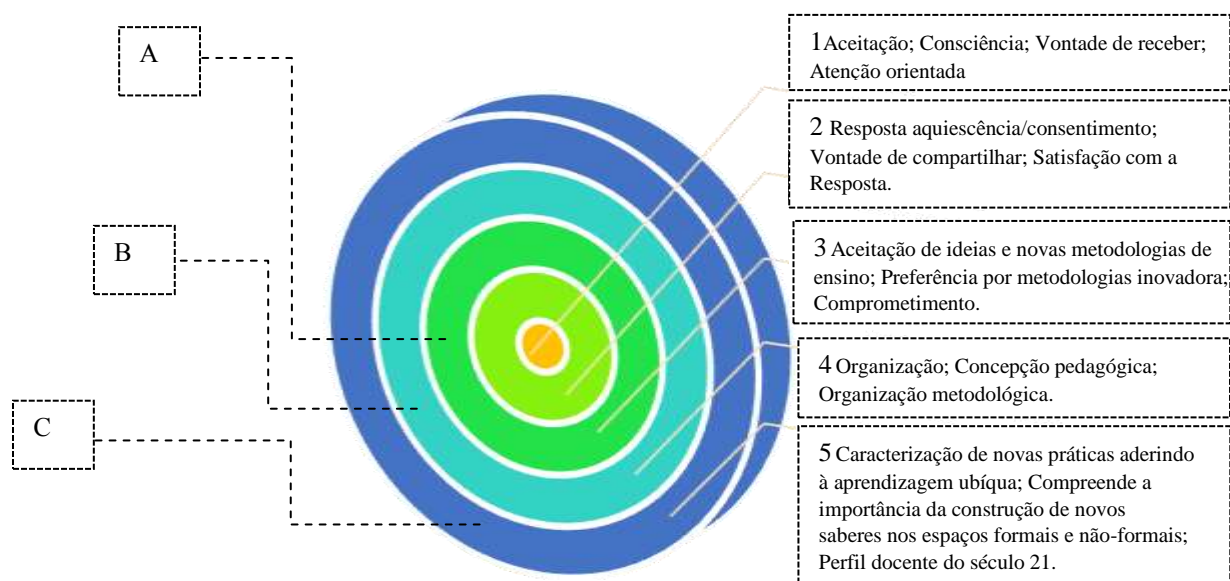 A
B
C
1Aceitação; Consciência; Vontade de receber;
Atenção orientada
2 Resposta aquiescência/consentimento;
Vontade de compartilhar; Satisfação com a
Resposta.
3 Aceitação de ideias e novas metodologias de
ensino; Preferência por metodologias inovadora;
Comprometimento.
4 Organização; Concepção pedagógica;
Organização metodológica.
5 Caracterização de novas práticas aderindo
à aprendizagem ubíqua; Compreende a
importância da construção de novos
saberes nos espaços formais e não-formais;
Perfil docente do século 21.